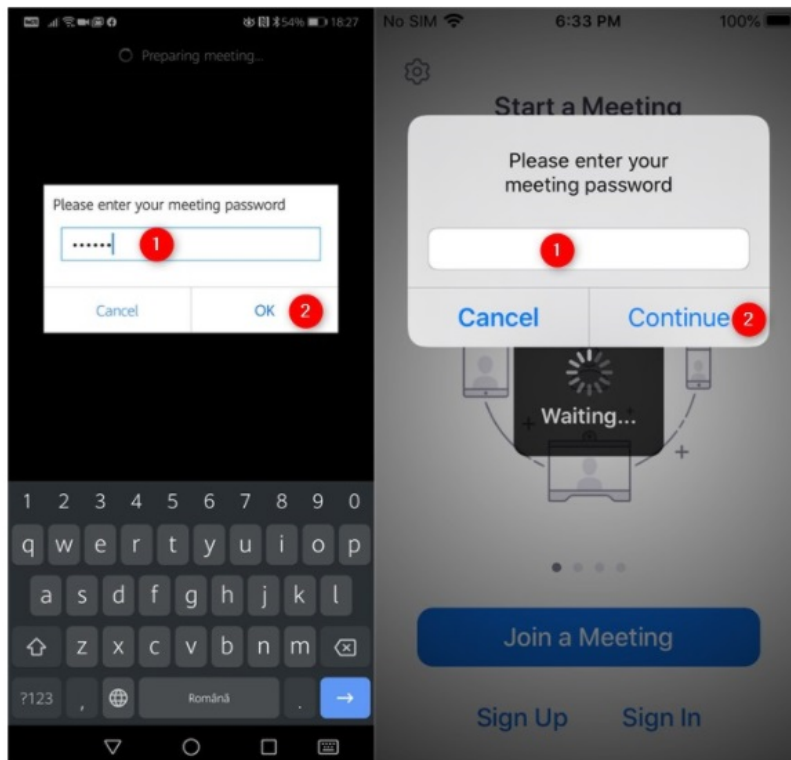 54% 18:27
Preparing meeting...
Please enter your meeting password
••••••
1
Cancel
OK
2
1 2 3 4 5 6 7 8 9 0
q w e r t y u i o p
a s d f g h j k l
z x c v b n m
?123 , Română .
No SIM 6:33 PM 100%
Start a Meeting
Please enter your
meeting password
1
Cancel
Continue
2
Waiting...
Join a Meeting
Sign Up Sign In